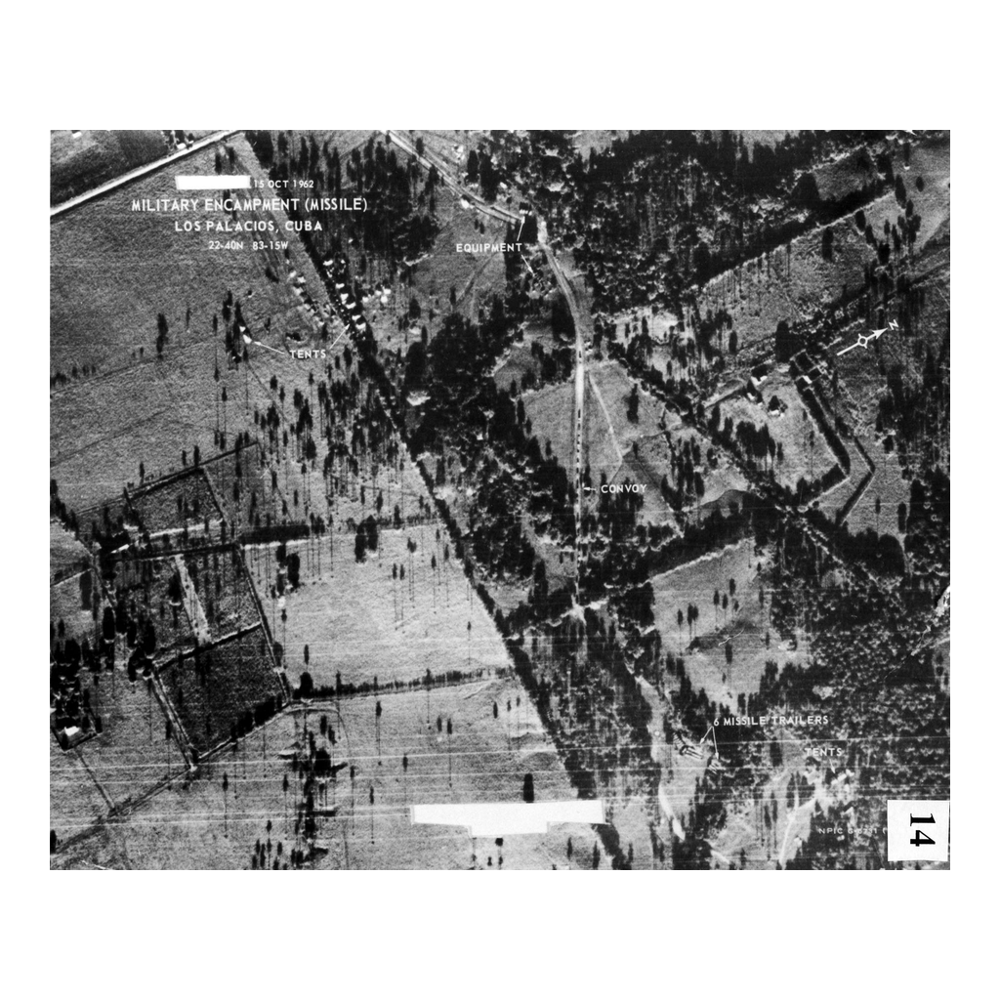 15 OCT 1962
MILITARY ENCAMPMENT (MISSILE)
LOS PALACIOS, CUBA
22-40N 83-15W
EQUIPMENT
N
TENTS
CONVOY
6 MISSILE TRAILERS
TENTS
NPIC
14